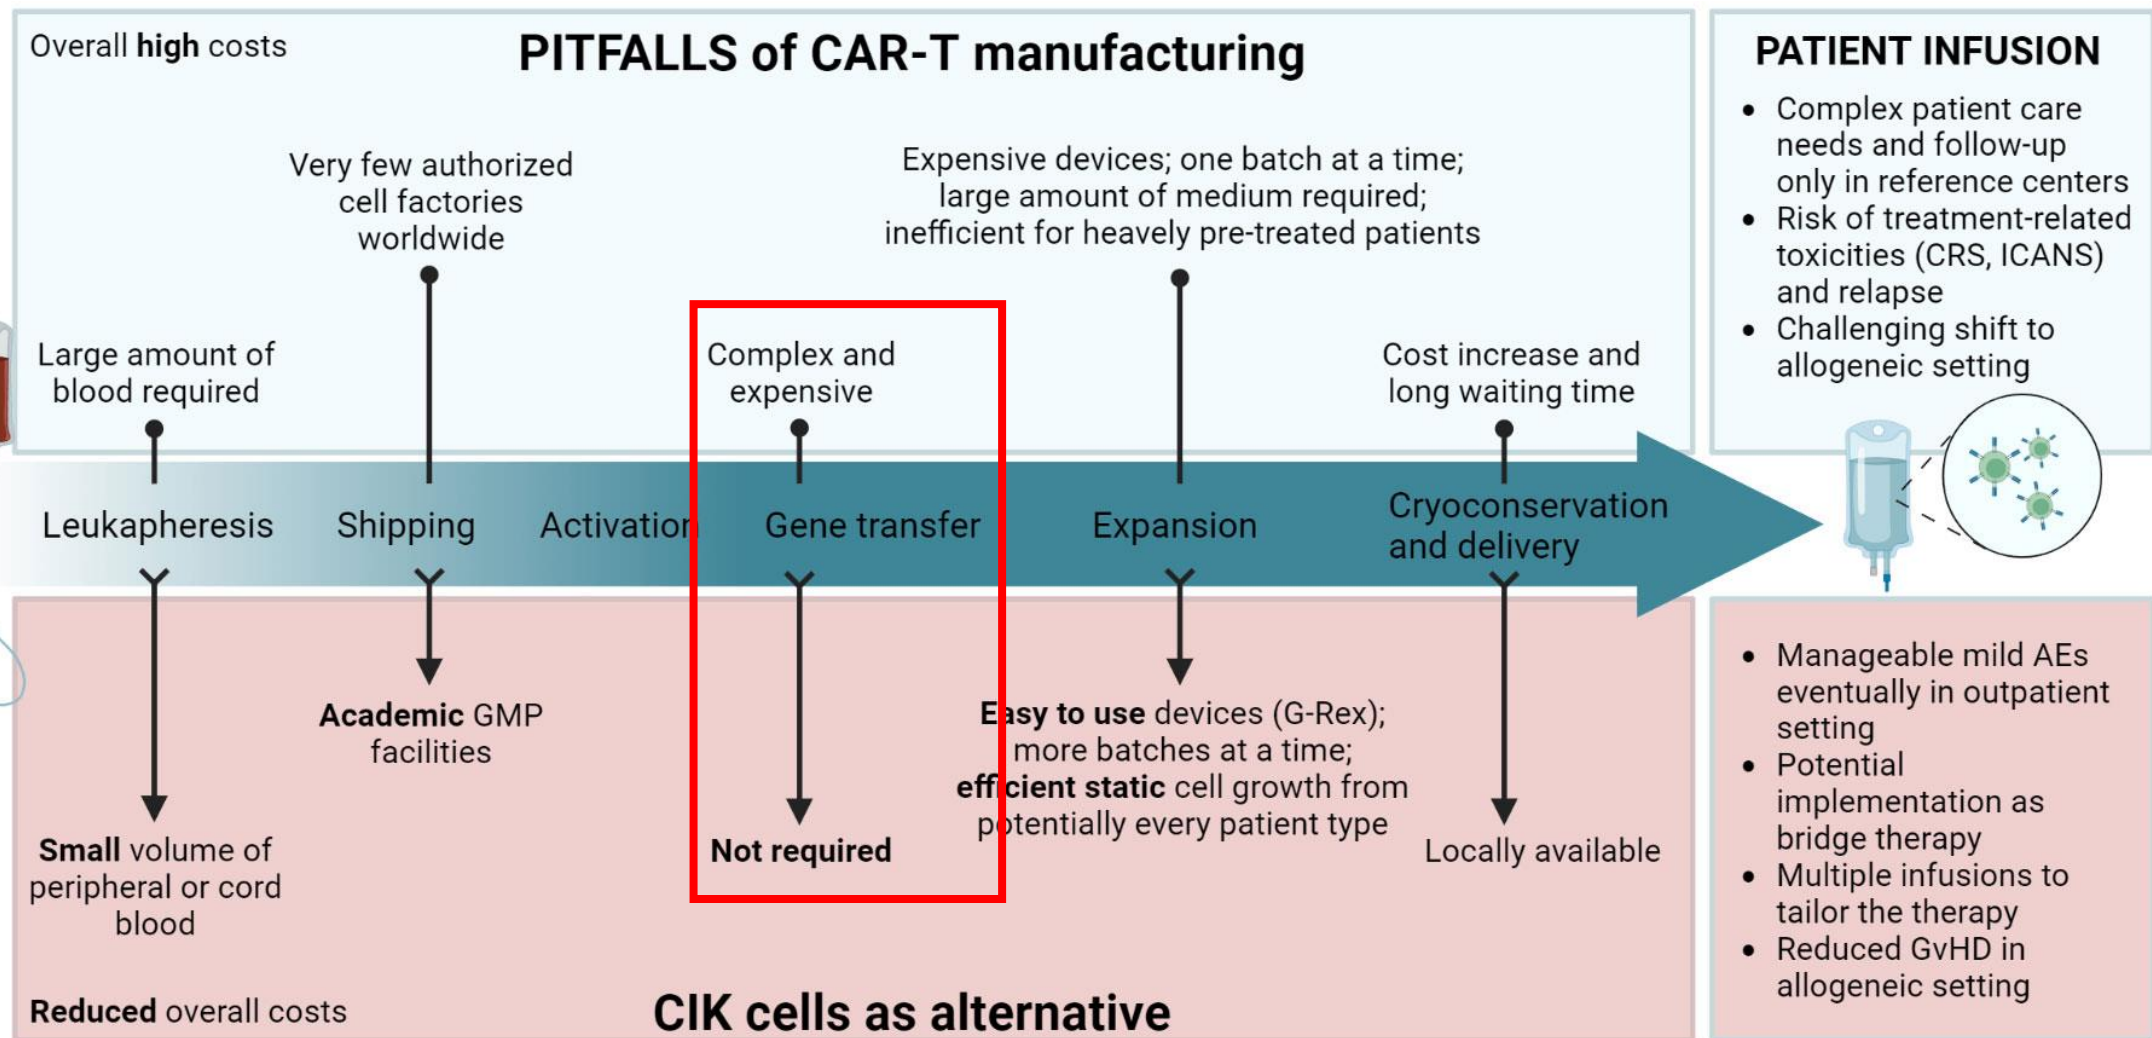 Overall high costs
PITFALLS of CAR-T manufacturing
Very few authorized
cell factories
worldwide
Expensive devices; one batch at a time;
large amount of medium required;
inefficient for heavely pre-treated patients
Large amount of
blood required
Complex and
expensive
Cost increase and
long waiting time
Leukapheresis
Shipping
Activation
Gene transfer
Expansion
Cryoconservation
and delivery
Academic GMP
facilities
Easy to use devices (G-Rex);
more batches at a time;
efficient static cell growth from
potentially every patient type
Small volume of
peripheral or cord
blood
Not required
Locally available
Reduced overall costs
CIK cells as alternative
PATIENT INFUSION
• Complex patient care
needs and follow-up
only in reference centers
• Risk of treatment-related
toxicities (CRS, ICANS)
and relapse
• Challenging shift to
allogeneic setting
• Manageable mild AEs
eventually in outpatient
setting
• Potential
implementation as
bridge therapy
• Multiple infusions to
tailor the therapy
• Reduced GvHD in
allogeneic setting